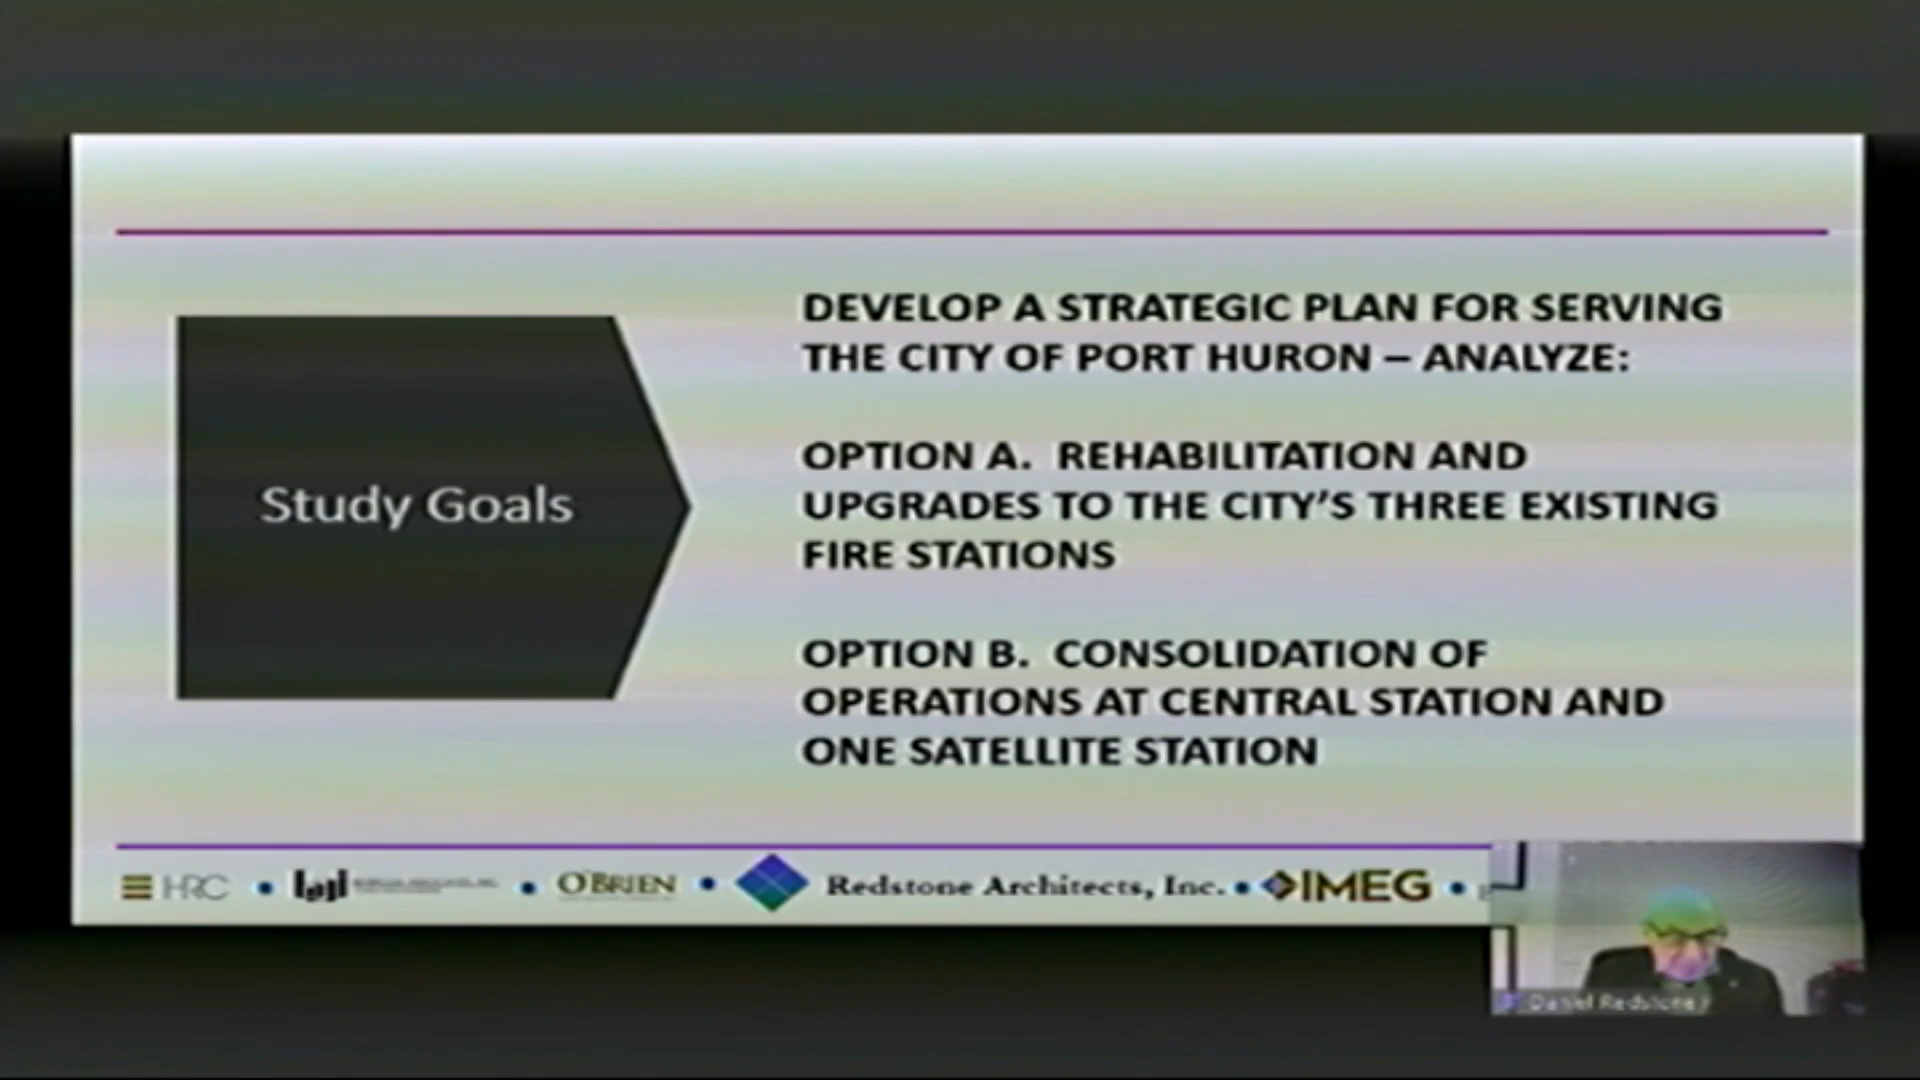 DEVELOP A STRATEGIC PLAN FOR SERVING
THE CITY OF PORT HURON – ANALYZE:
Study Goals
OPTION A. REHABILITATION AND
UPGRADES TO THE CITY'S THREE EXISTING
FIRE STATIONS
OPTION B. CONSOLIDATION OF
OPERATIONS AT CENTRAL STATION AND
ONE SATELLITE STATION
HRC
O'BRIEN
Redstone Architects, Inc.
IMEG
Daniel Redstone